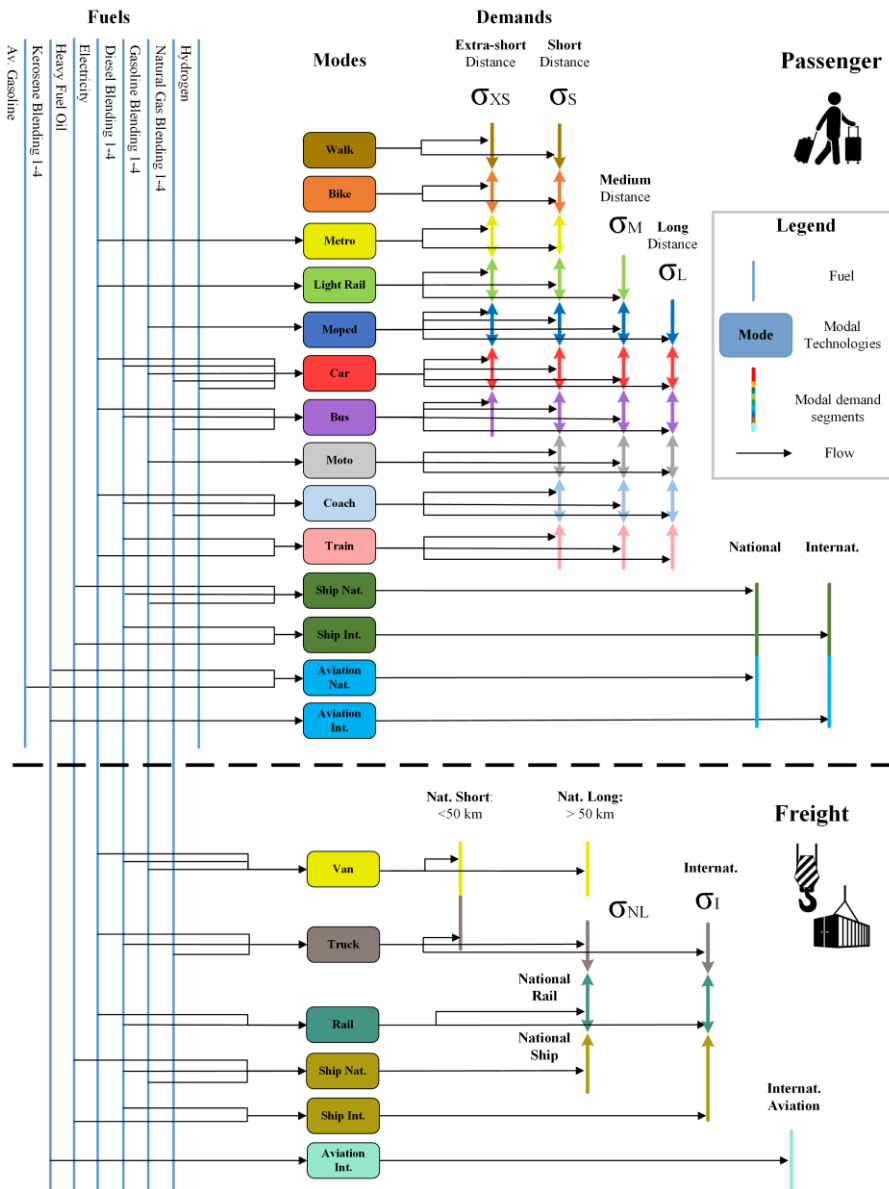 Fuels
Demands
Av. Gasoline
Kerosene Blending 1-4
Heavy Fuel Oil
Electricity
Diesel Blending 1-4
Gasoline Blending 1-4
Natural Gas Blending 1-4
Hydrogen
Modes
Extra-short
Distance
σXS
Short
Distance
σS
Passenger
Medium
Distance
σM
Long
Distance
σL
Legend
Fuel
Mode
Modal
Technologies
Modal demand
segments
Flow
Walk
Bike
Metro
Light Rail
Moped
Car
Bus
Moto
Coach
Train
National
Internat.
Ship Nat.
Ship Int.
Aviation
Nat.
Aviation
Int.
Nat. Short:
<50 km
Nat. Long:
> 50 km
Freight
Van
Internat.
σNL
σI
Truck
National
Rail
Rail
National
Ship
Ship Nat.
Ship Int.
Internat.
Aviation
Aviation
Int.